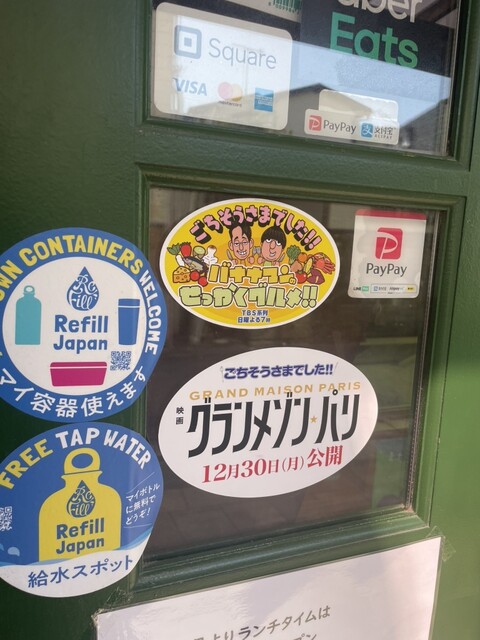 Square
VISA
Uber
Eats
PayPay
支付宝
ALIPAY
ごちそうさまでした!!
バナナマンの
せっかくグルメ!!
TBS系列
日曜よる7時
PayPay
OWN CONTAINERS WELCOME
Refill
Refill
Japan
マイ容器使えます
ごちそうさまでした!!
GRAND MAISON PARIS
映画
グランメゾン★パリ
12月30日(月)公開
FREE TAP WATER
Refill
Refill
Japan
マイボトル
に無料で
どうぞ!
給水スポット
よりランチタイムは